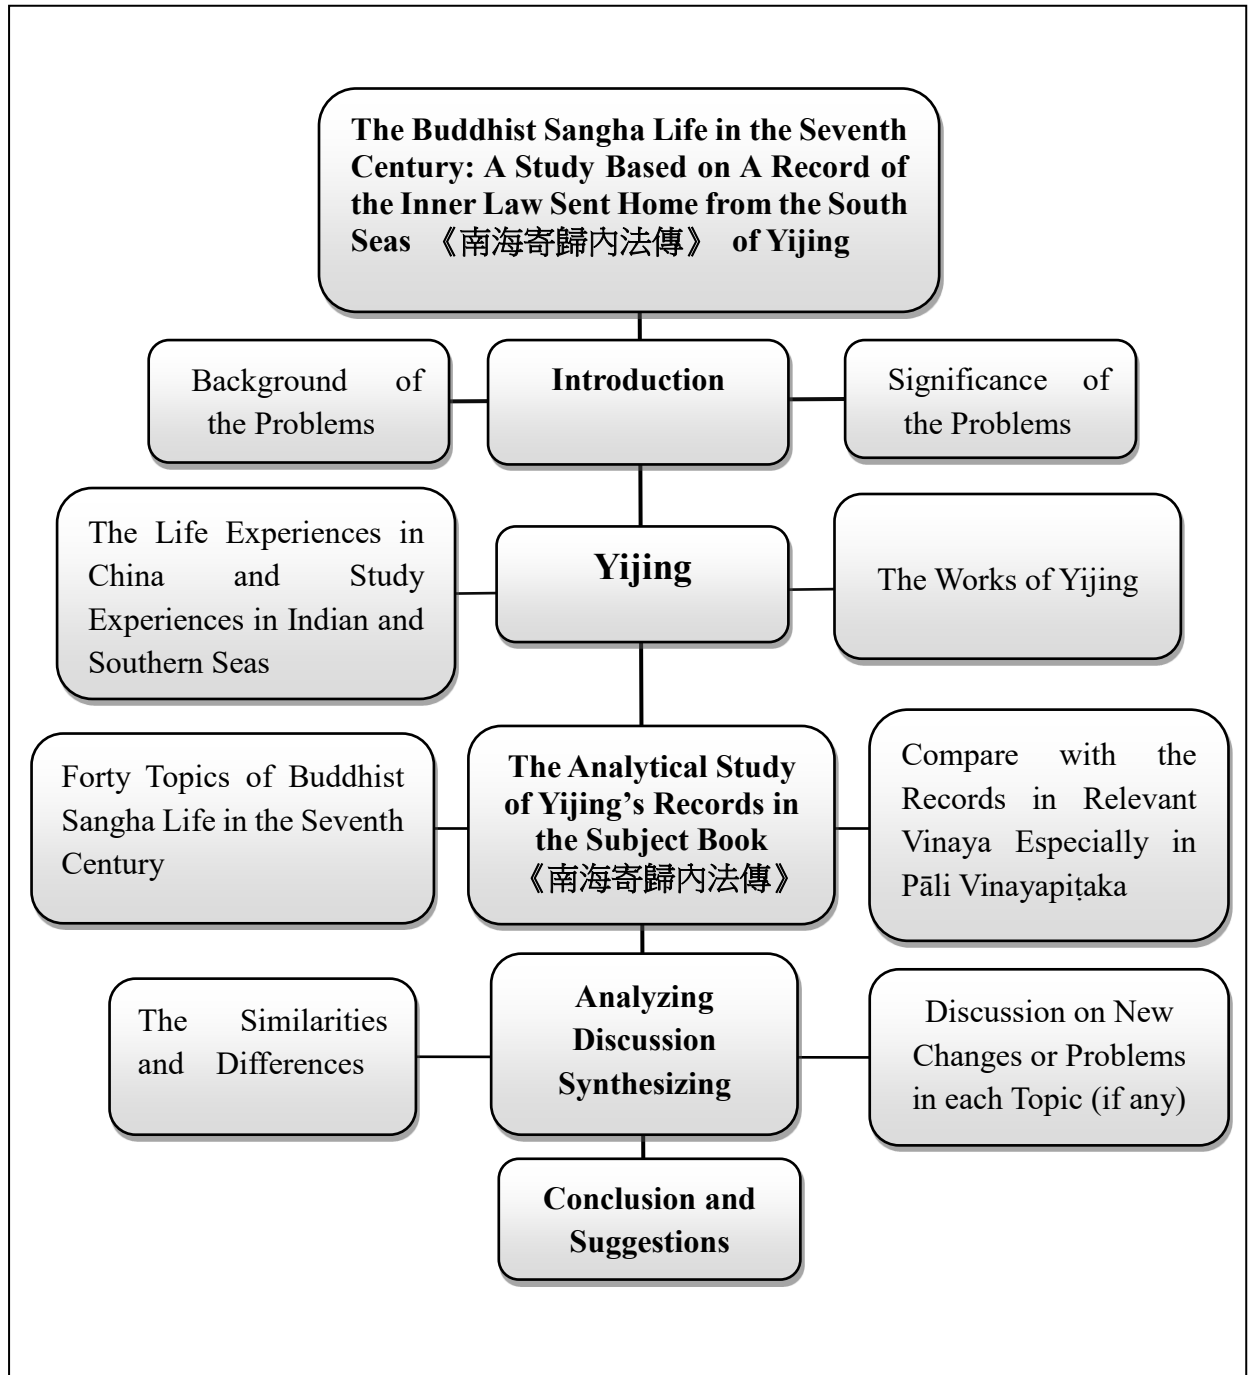 The Buddhist Sangha Life in the Seventh
Century: A Study Based on A Record of
the Inner Law Sent Home from the South
Seas 《南海寄歸內法傳》 of Yijing
Background of
the Problems
Introduction
Significance of
the Problems
The Life Experiences in
China and Study
Experiences in Indian and
Southern Seas
Yijing
The Works of Yijing
Forty Topics of Buddhist
Sangha Life in the Seventh
Century
The Analytical Study
of Yijing’s Records in
the Subject Book
《南海寄歸內法傳》
Compare with the
Records in Relevant
Vinaya Especially in
Pāli Vinayapiṭaka
The Similarities
and Differences
Analyzing
Discussion
Synthesizing
Discussion on New
Changes or Problems
in each Topic (if any)
Conclusion and
Suggestions